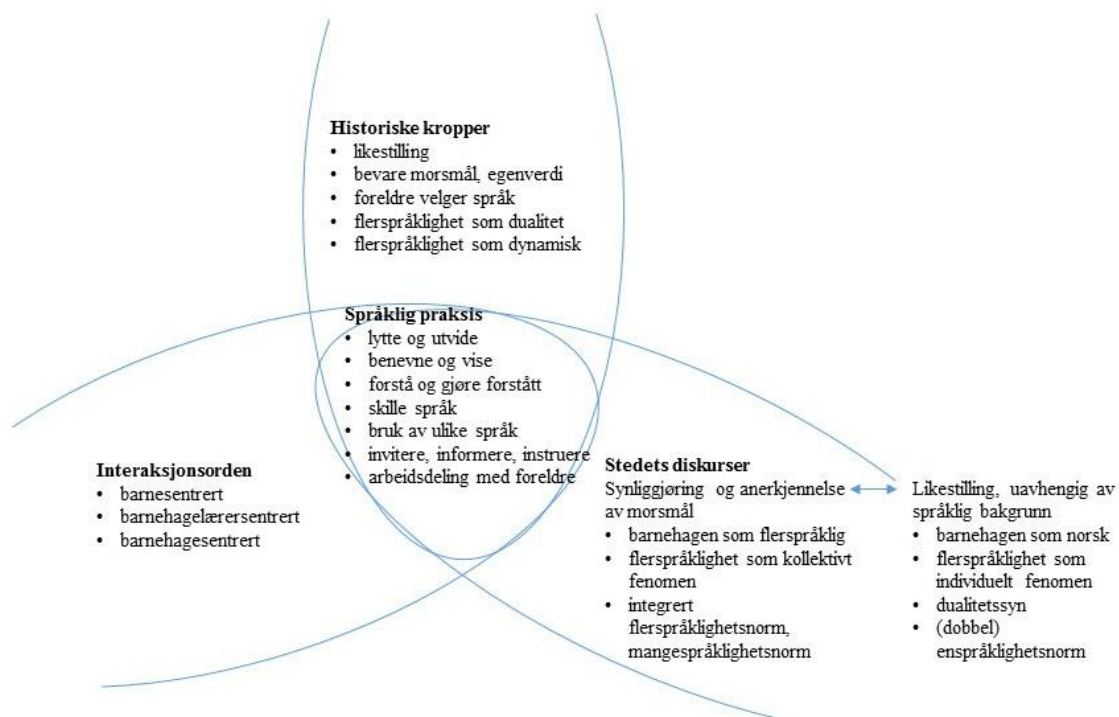 Historiske kropper
• likestilling
• bevare morsmål, egenverdi
• foreldre velger språk
• flerspråklighet som dualitet
• flerspråklighet som dynamisk
Språklig praksis
• lytte og utvide
• benevne og vise
• forstå og gjøre forstått
• skille språk
• bruk av ulike språk
• invitere, informere, instruere
• arbeidsdeling med foreldre
Interaksjonsorden
• barnesentrert
• barnehagelærersentrert
• barnehagesentrert
Stedets diskurser
Synliggjøring og anerkjennelse
av morsmål
• barnehagen som flerspråklig
• flerspråklighet som kollektivt
fenomen
• integrert
flerspråklighetsnorm,
mangespråklighetsnorm
Likestilling, uavhengig av
språklig bakgrunn
• barnehagen som norsk
• flerspråklighet som
individuelt fenomen
• dualitetssyn
• (dobbel)
enspråklighetsnorm